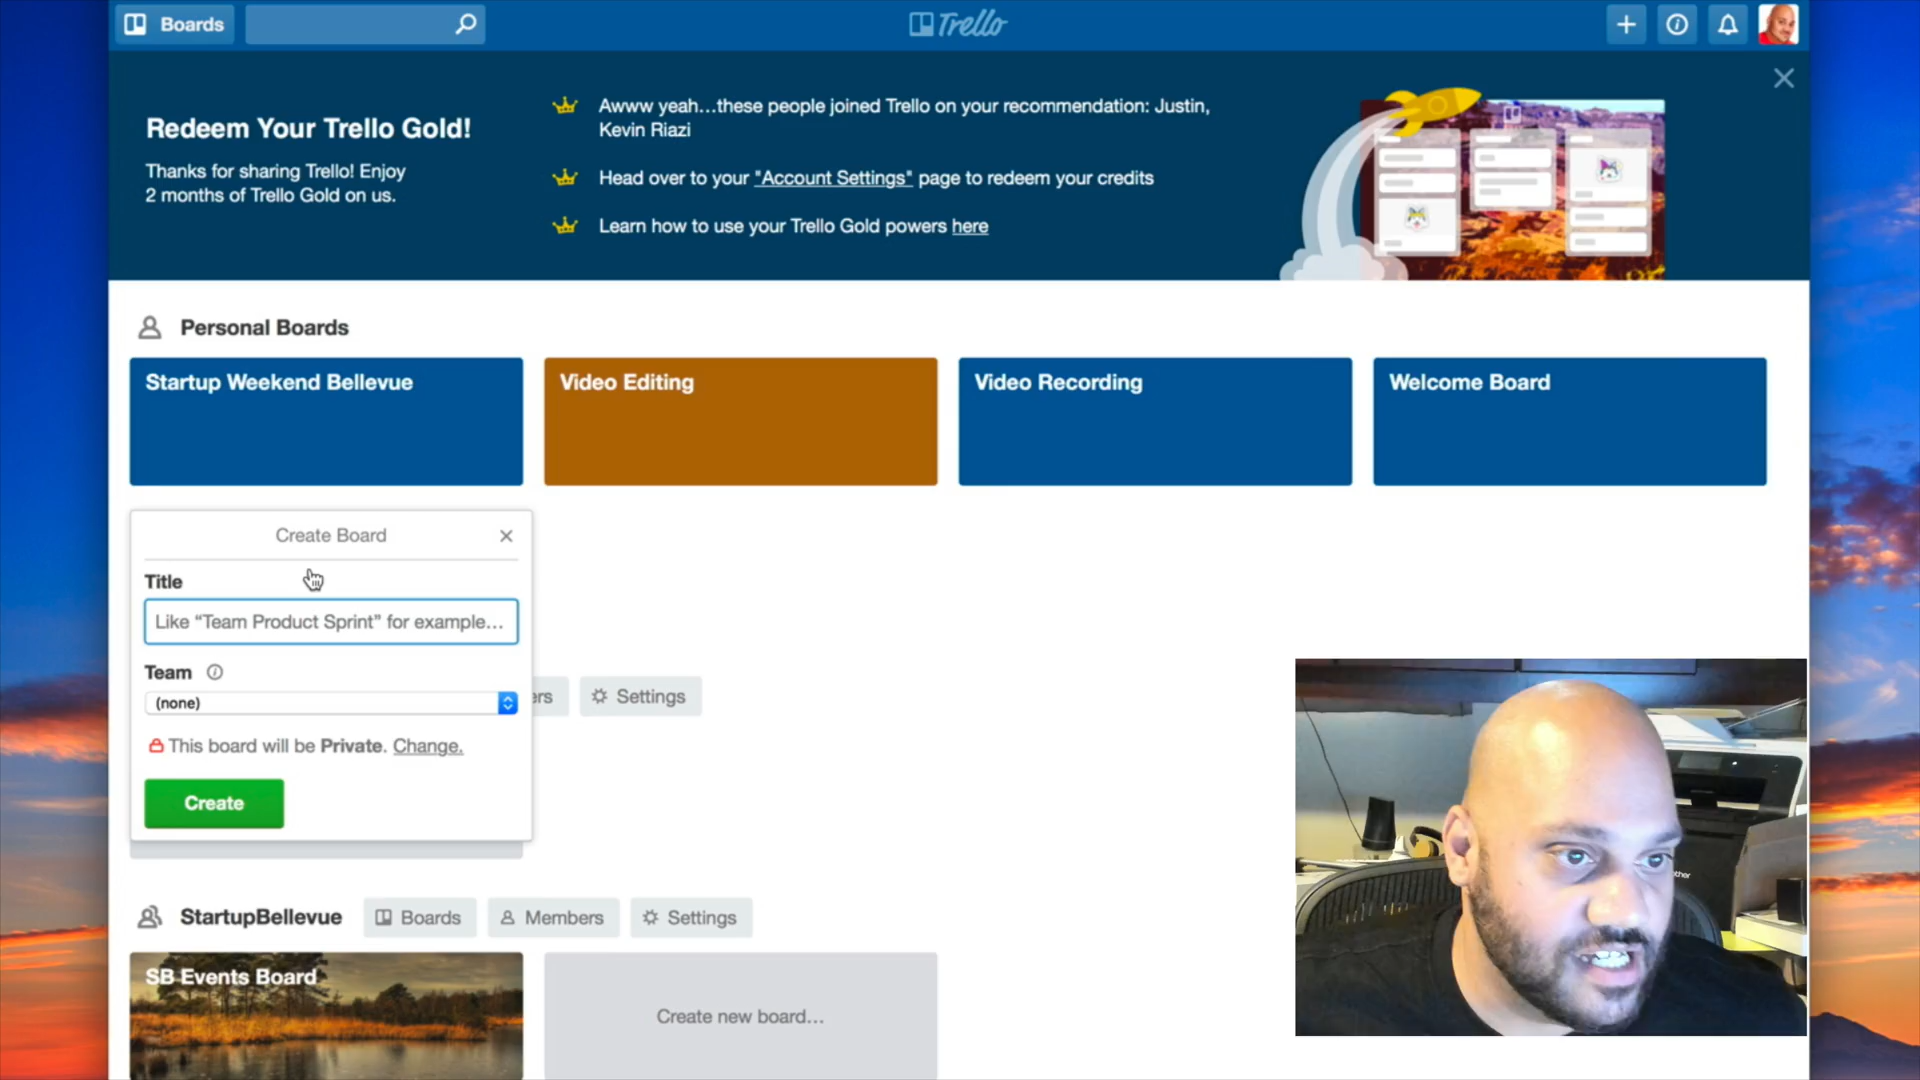 Boards
Trello
Redeem Your Trello Gold!
Thanks for sharing Trello! Enjoy
2 months of Trello Gold on us.
Awww yeah...these people joined Trello on your recommendation: Justin,
Kevin Riazi
Head over to your "Account Settings" page to redeem your credits
Learn how to use your Trello Gold powers here
Personal Boards
Startup Weekend Bellevue
Video Editing
Video Recording
Welcome Board
Create Board
Title
Like “Team Product Sprint” for example...
Team
(none)
ers
Settings
This board will be Private. Change.
Create
StartupBellevue
Boards
Members
Settings
SB Events Board
Create new board...